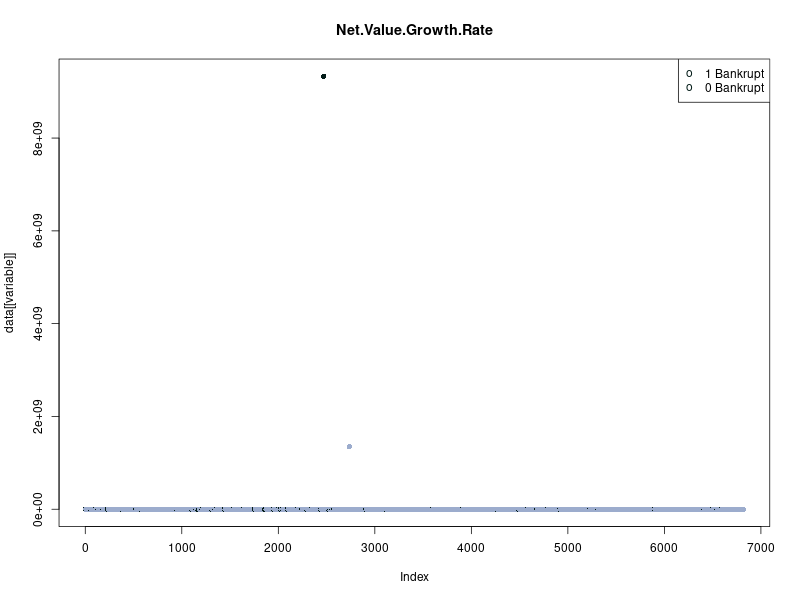 Net.Value.Growth.Rate
1 Bankrupt
0 Bankrupt
8e+09
6e+09
4e+09
2e+09
0e+00
data[[variable]]
0 1000 2000 3000 4000 5000 6000 7000
Index